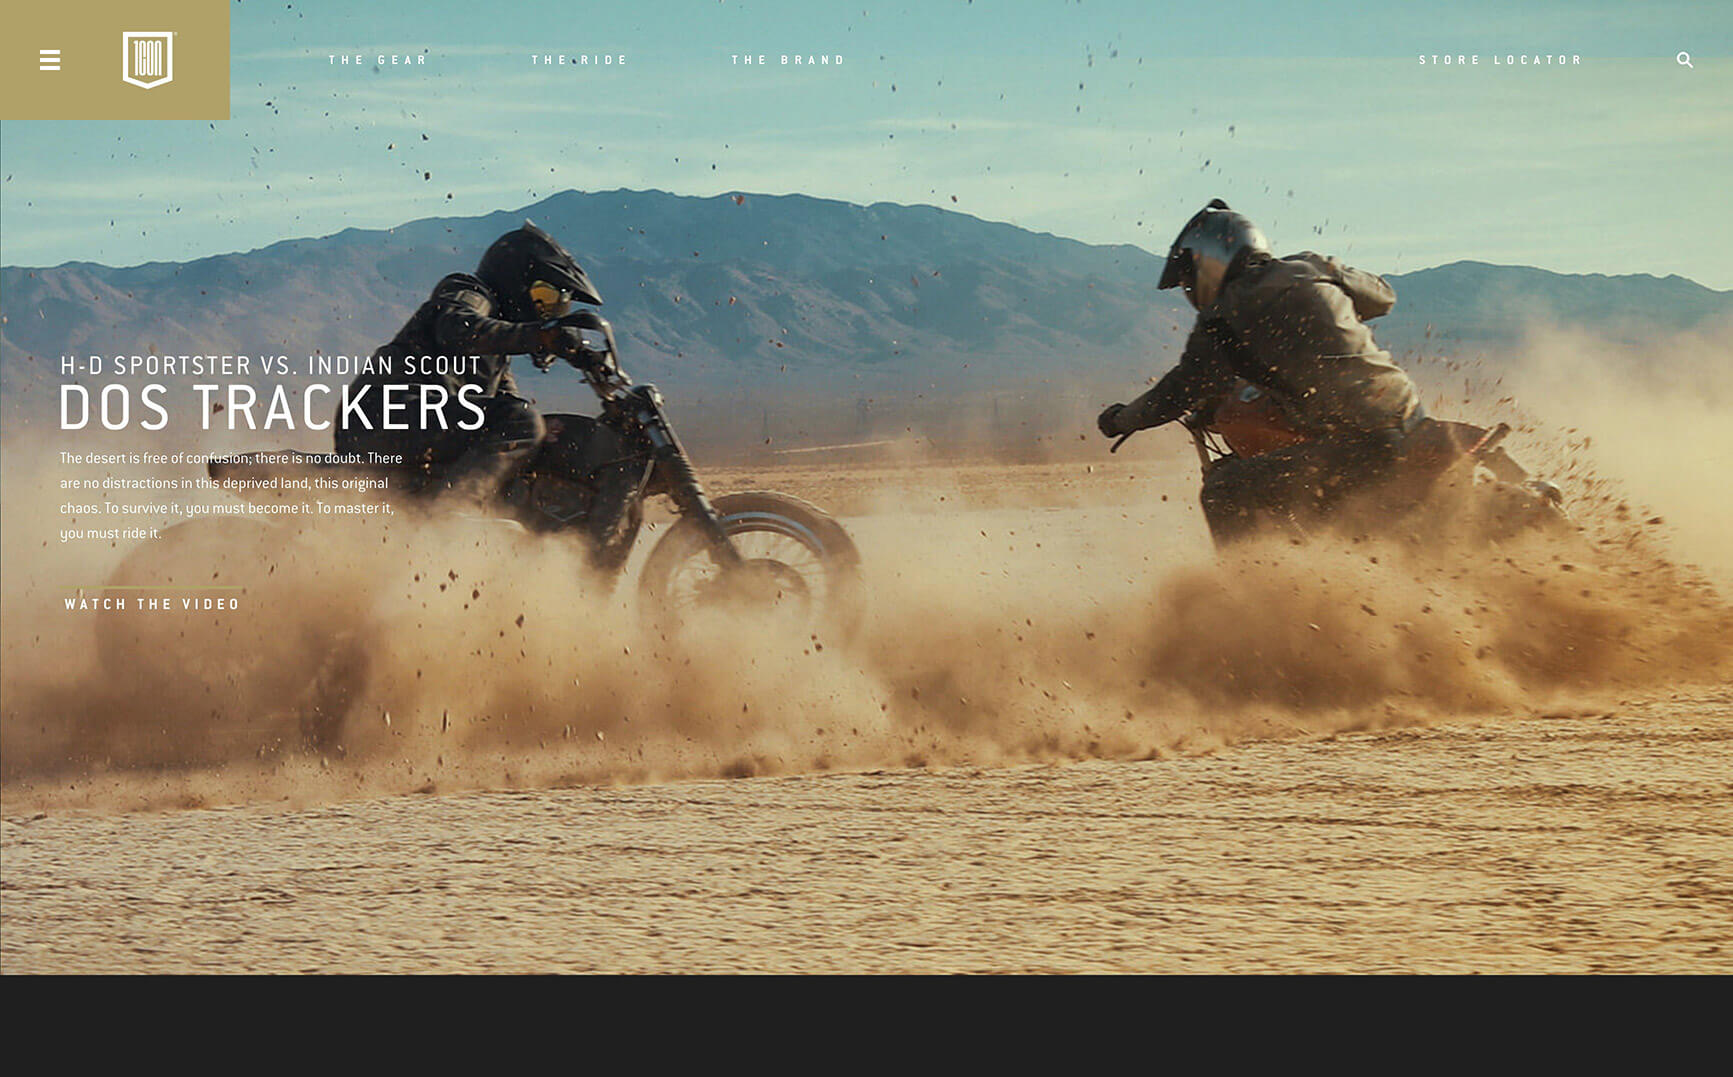 1CON
THE GEAR
THE RIDE
THE BRAND
STORE LOCATOR
H-D SPORTSTER VS. INDIAN SCOUT
DOS TRACKERS
The desert is free of confusion; there is no doubt. There
are no distractions in this deprived land, this original
chaos. To survive it, you must become it. To master it,
you must ride it.
WATCH THE VIDEO